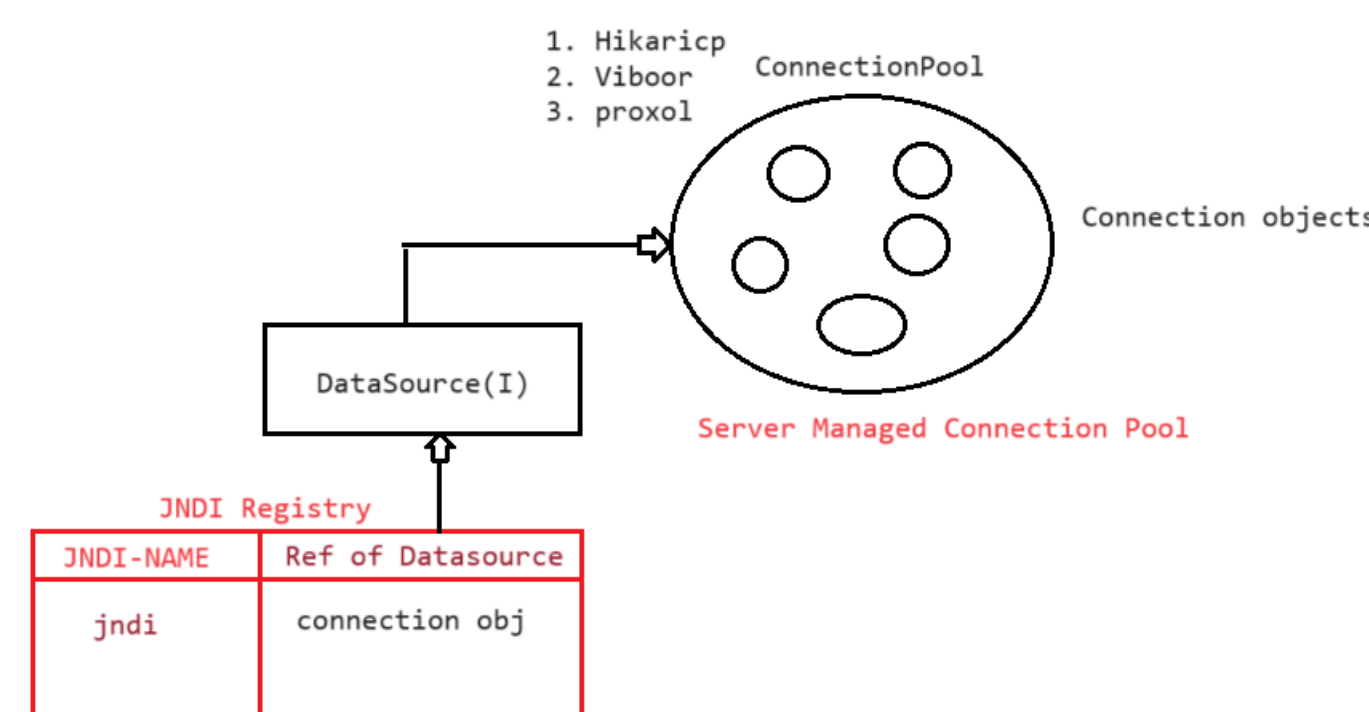 1. Hikaricp
2. Viboor
3. proxol
ConnectionPool
Connection objects
DataSource(I)
Server Managed Connection Pool
JNDI Registry
JNDI-NAME
Ref of Datasource
jndi
connection obj